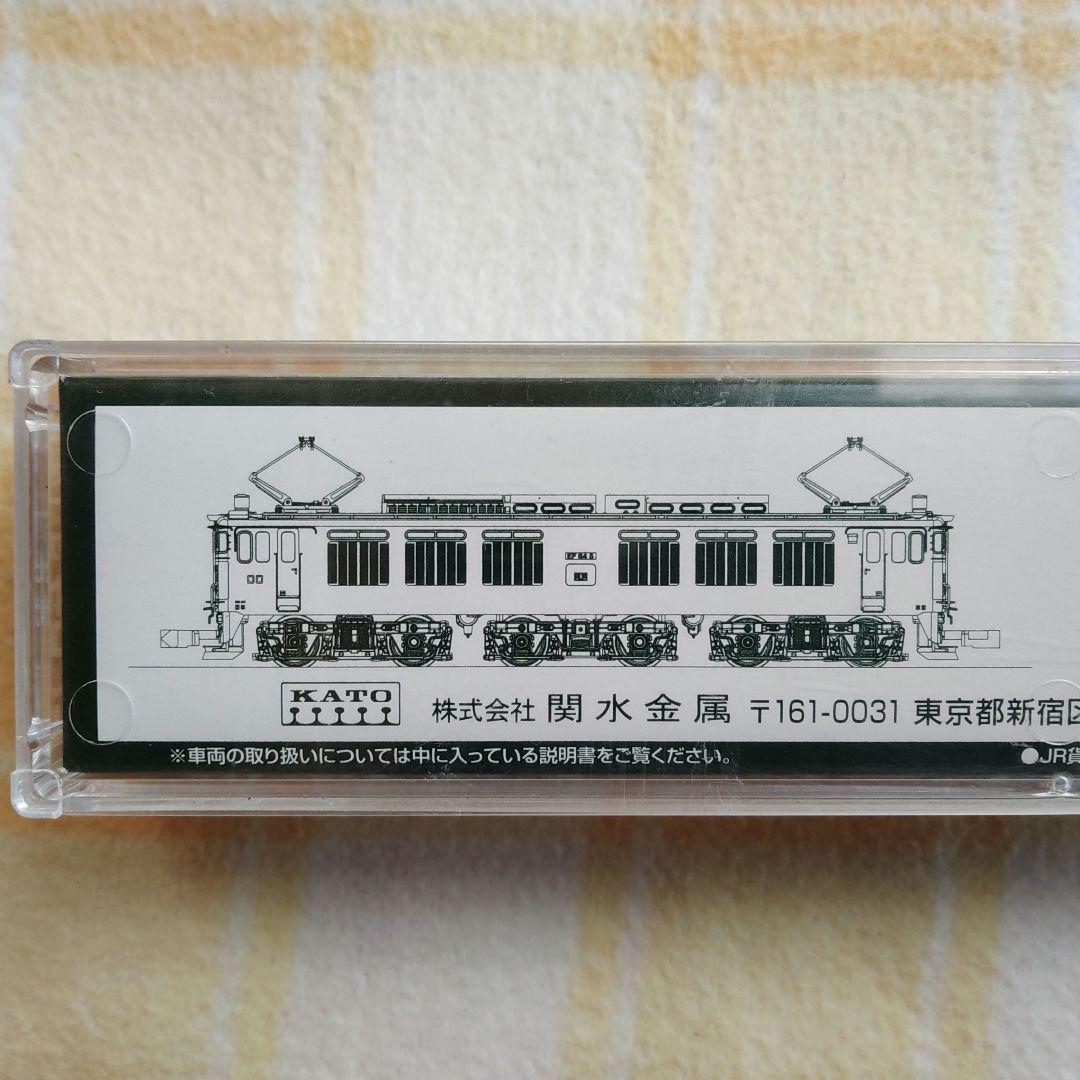 EF 64 5
KATO
株式会社 関水金属 〒161-0031 東京都新宿区
※車両の取り扱いについては中に入っている説明書をご覧ください。
●JR貨